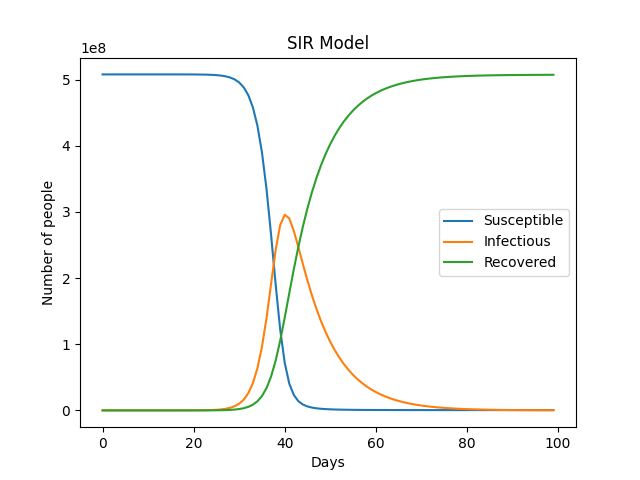 SIR Model
1e8
5
4
3
2
1
0
Number of people
Susceptible
Infectious
Recovered
0 20 40 60 80 100
Days